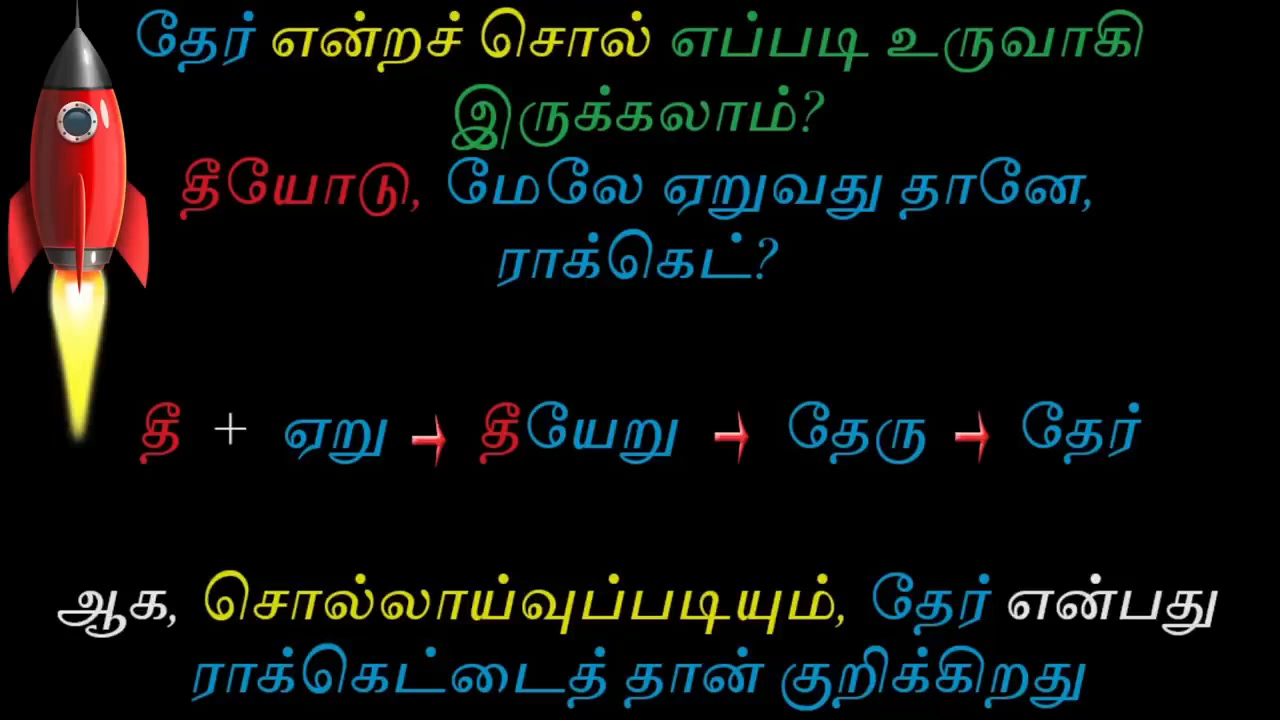 தேர் என்றச் சொல் எப்படி உருவாகி
இருக்கலாம்?
தீயோடு, மேலே ஏறுவது தானே,
ராக்கெட்?
தீ + ஏறு → தீயேறு → தேரு → தேர்
ஆக, சொல்லாய்வுப்படியும், தேர் என்பது
ராக்கெட்டைத் தான் குறிக்கிறது